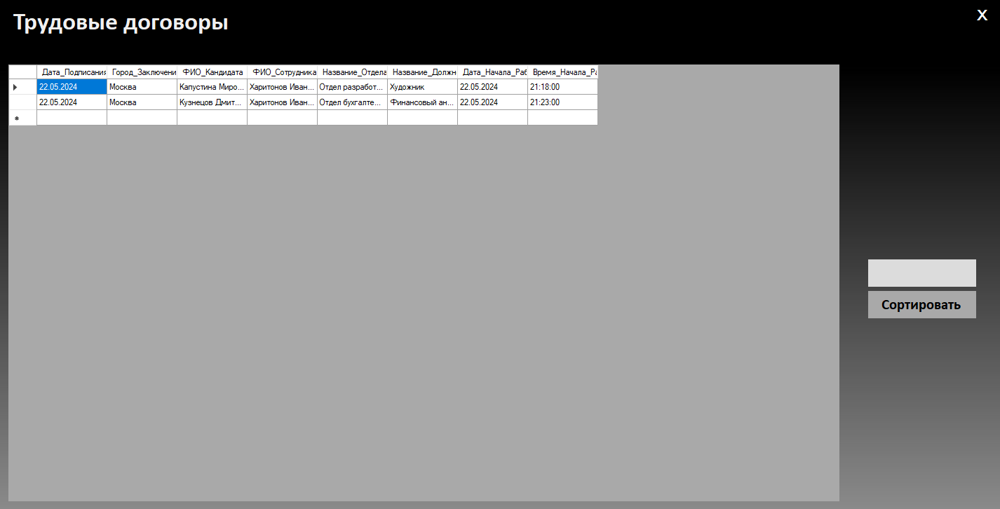 Трудовые договоры
X
Дата_Подписания Город_Заключени ФИО_Кандидата ФИО_Сотрудника Название_Отдела Название_Должн Дата_Начала_Раб Время_Начала_Ра
22.05.2024 Москва Капустина Миро... Харитонов Иван... Отдел разработ... Художник 22.05.2024 21:18:00
22.05.2024 Москва Кузнецов Дмит... Харитонов Иван... Отдел бухгалте... Финансовый ан... 22.05.2024 21:23:00
Сортировать